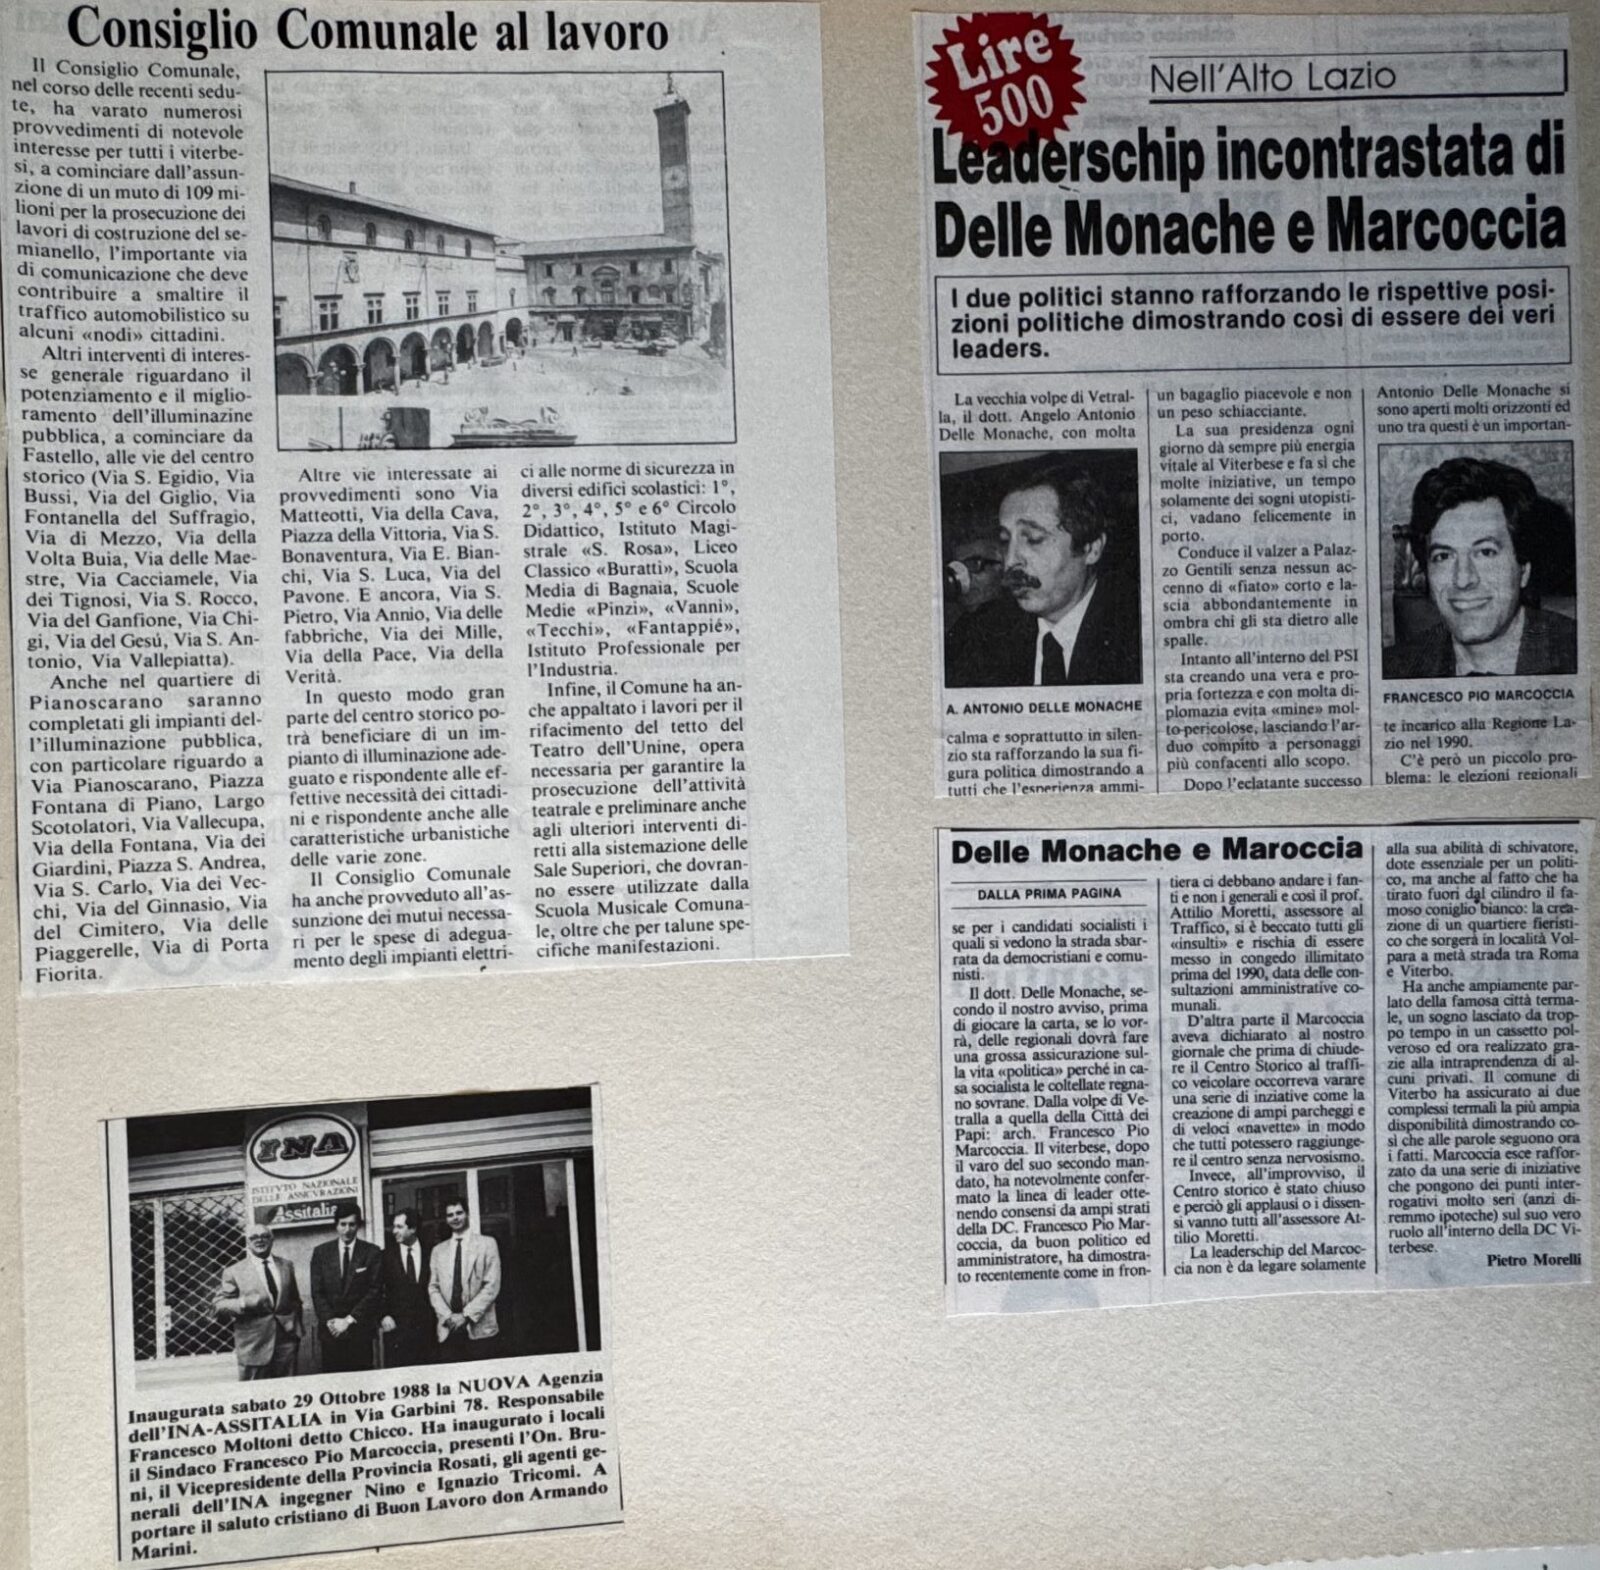 Consiglio Comunale al lavoro
Il Consiglio Comunale,
nel corso delle recenti sedu-
te, ha varato numerosi
provvedimenti di notevole
interesse per tutti i viterbe-
si, a cominciare dall'assun-
zione di un muto di 109 mi-
lioni per la prosecuzione dei
lavori di costruzione del se-
mianello, l'importante via
di comunicazione che deve
contribuire a smaltire il
traffico automobilistico su
alcuni «nodi» cittadini.
Altri interventi di interes-
se generale riguardano il
potenziamento e il miglio-
ramento dell'illuminazine
pubblica, a cominciare da
Fastello, alle vie del centro
storico (Via S. Egidio, Via
Bussi, Via del Giglio, Via
Fontanella del Suffragio,
Via di Mezzo, Via della
Volta Buia, Via delle Mae-
stre, Via Cacciamele, Via
dei Tignosi, Via S. Rocco,
Via del Ganfione, Via Chi-
gi, Via del Gesú, Via S. An-
tonio, Via Vallepiatta).
Anche nel quartiere di
Pianoscarano saranno
completati gli impianti del-
l'illuminazione pubblica,
con particolare riguardo a
Via Pianoscarano, Piazza
Fontana di Piano, Largo
Scotolatori, Via Vallecupa,
Via della Fontana, Via dei
Giardini, Piazza S. Andrea,
Via S. Carlo, Via dei Vec-
chi, Via del Ginnasio, Via
del Cimitero, Via delle
Piaggerelle, Via di Porta
Fiorita.
Altre vie interessate ai
provvedimenti sono Via
Matteotti, Via della Cava,
Piazza della Vittoria, Via S.
Bonaventura, Via E. Bian-
chi, Via S. Luca, Via del
Pavone. E ancora, Via S.
Pietro, Via Annio, Via delle
fabbriche, Via dei Mille,
Via della Pace, Via della
Verità.
In questo modo gran
parte del centro storico po-
trà beneficiare di un im-
pianto di illuminazione ade-
guato e rispondente alle ef-
fettive necessità dei cittadi-
ni e rispondente anche alle
caratteristiche urbanistiche
delle varie zone.
Il Consiglio Comunale
ha anche provveduto all'as-
sunzione dei mutui necessa-
ri per le spese di adegua-
mento degli impianti elettri-
ci alle norme di sicurezza in
diversi edifici scolastici: 1°,
2°, 3°, 4°, 5° e 6° Circolo
Didattico, Istituto Magi-
strale «S. Rosa», Liceo
Classico «Buratti», Scuola
Media di Bagnaia, Scuole
Medie «Pinzi», «Vanni»,
«Tecchi», «Fantappié»,
Istituto Professionale per
l'Industria.
Infine, il Comune ha an-
che appaltato i lavori per il
rifacimento del tetto del
Teatro dell'Unine, opera
necessaria per garantire la
prosecuzione dell'attività
teatrale e preliminare anche
agli ulteriori interventi di-
retti alla sistemazione delle
Sale Superiori, che dovran-
no essere utilizzate dalla
Scuola Musicale Comuna-
le, oltre che per talune spe-
cifiche manifestazioni.
Lire
500
Nell'Alto Lazio
Leaderschip incontrastata di
Delle Monache e Marcoccia
I due politici stanno rafforzando le rispettive posi-
zioni politiche dimostrando così di essere dei veri
leaders.
La vecchia volpe di Vetral-
la, il dott. Angelo Antonio
Delle Monache, con molta
A. ANTONIO DELLE MONACHE
calma e soprattutto in silen-
zio sta rafforzando la sua fi-
gura politica dimostrando a
tutti che l'esperienza ammi-
un bagaglio piacevole e non
un peso schiacciante.
La sua presidenza ogni
giorno dà sempre più energia
vitale al Viterbese e fa sì che
molte iniziative, un tempo
solamente dei sogni utopisti-
ci, vadano felicemente in
porto.
Conduce il valzer a Palaz-
zo Gentili senza nessun ac-
cenno di «fiato» corto e la-
scia abbondantemente in
ombra chi gli sta dietro alle
spalle.
Intanto all'interno del PSI
sta creando una vera e pro-
pria fortezza e con molta di-
plomazia evita «mine» mol-
to pericolose, lasciando l'ar-
duo compito a personaggi
più confacenti allo scopo.
Dopo l'eclatante successo
Antonio Delle Monache si
sono aperti molti orizzonti ed
uno tra questi è un importan-
FRANCESCO PIO MARCOCCIA
te incarico alla Regione La-
zio nel 1990.
C'è però un piccolo pro-
blema: le elezioni regionali
Delle Monache e Maroccia
DALLA PRIMA PAGINA
se per i candidati socialisti i
quali si vedono la strada sbar-
rata da democristiani e comu-
nisti.
Il dott. Delle Monache, se-
condo il nostro avviso, prima
di giocare la carta, se lo vor-
rà, delle regionali dovrà fare
una grossa assicurazione sul-
la vita «politica» perché in ca-
sa socialista le coltellate regna-
no sovrane. Dalla volpe di Ve-
tralla a quella della Città dei
Papi: arch. Francesco Pio
Marcoccia. Il viterbese, dopo
il varo del suo secondo man-
dato, ha notevolmente confer-
mato la linea di leader otte-
nendo consensi da ampi strati
della DC. Francesco Pio Mar-
coccia, da buon politico ed
amministratore, ha dimostra-
to recentemente come in fron-
tiera ci debbano andare i fan-
ti e non i generali e così il prof.
Attilio Moretti, assessore al
Traffico, si è beccato tutti gli
«insulti» e rischia di essere
messo in congedo illimitato
prima del 1990, data delle con-
sultazioni amministrative co-
munali.
D'altra parte il Marcoccia
aveva dichiarato al nostro
giornale che prima di chiude-
re il Centro Storico al traffi-
co veicolare occorreva varare
una serie di inziative come la
creazione di ampi parcheggi e
di veloci «navette» in modo
che tutti potessero raggiunge-
re il centro senza nervosismo.
Invece, all'improvviso, il
Centro storico è stato chiuso
e perciò gli applausi o i dissen-
si vanno tutti all'assessore At-
tilio Moretti.
La leaderschip del Marcoc-
cia non è da legare solamente
alla sua abilità di schivatore,
dote essenziale per un politi-
co, ma anche al fatto che ha
tirato fuori dal cilindro il fa-
moso coniglio bianco: la crea-
zione di un quartiere fieristi-
co che sorgerà in località Vol-
para a metà strada tra Roma
e Viterbo.
Ha anche ampiamente par-
lato della famosa città terma-
le, un sogno lasciato da trop-
po tempo in un cassetto pol-
veroso ed ora realizzato gra-
zie alla intraprendenza di al-
cuni privati. Il comune di
Viterbo ha assicurato ai due
complessi termali la più ampia
disponibilità dimostrando co-
sì che alle parole seguono ora
i fatti. Marcoccia esce raffor-
zato da una serie di iniziative
che pongono dei punti inter-
rogativi molto seri (anzi di-
remmo ipoteche) sul suo vero
ruolo all'interno della DC Vi-
terbese.
Pietro Morelli
INA
ISTITUTO NAZIONALE
DELLE ASSICURAZIONI
Assitalia
Inaugurata sabato 29 Ottobre 1988 la NUOVA Agenzia
dell'INA-ASSITALIA in Via Garbini 78. Responsabile
Francesco Moltoni detto Chicco. Ha inaugurato i locali
il Sindaco Francesco Pio Marcoccia, presenti l'On. Bru-
ni, il Vicepresidente della Provincia Rosati, gli agenti ge-
nerali dell'INA ingegner Nino e Ignazio Tricomi. A
portare il saluto cristiano di Buon Lavoro don Armando
Marini.